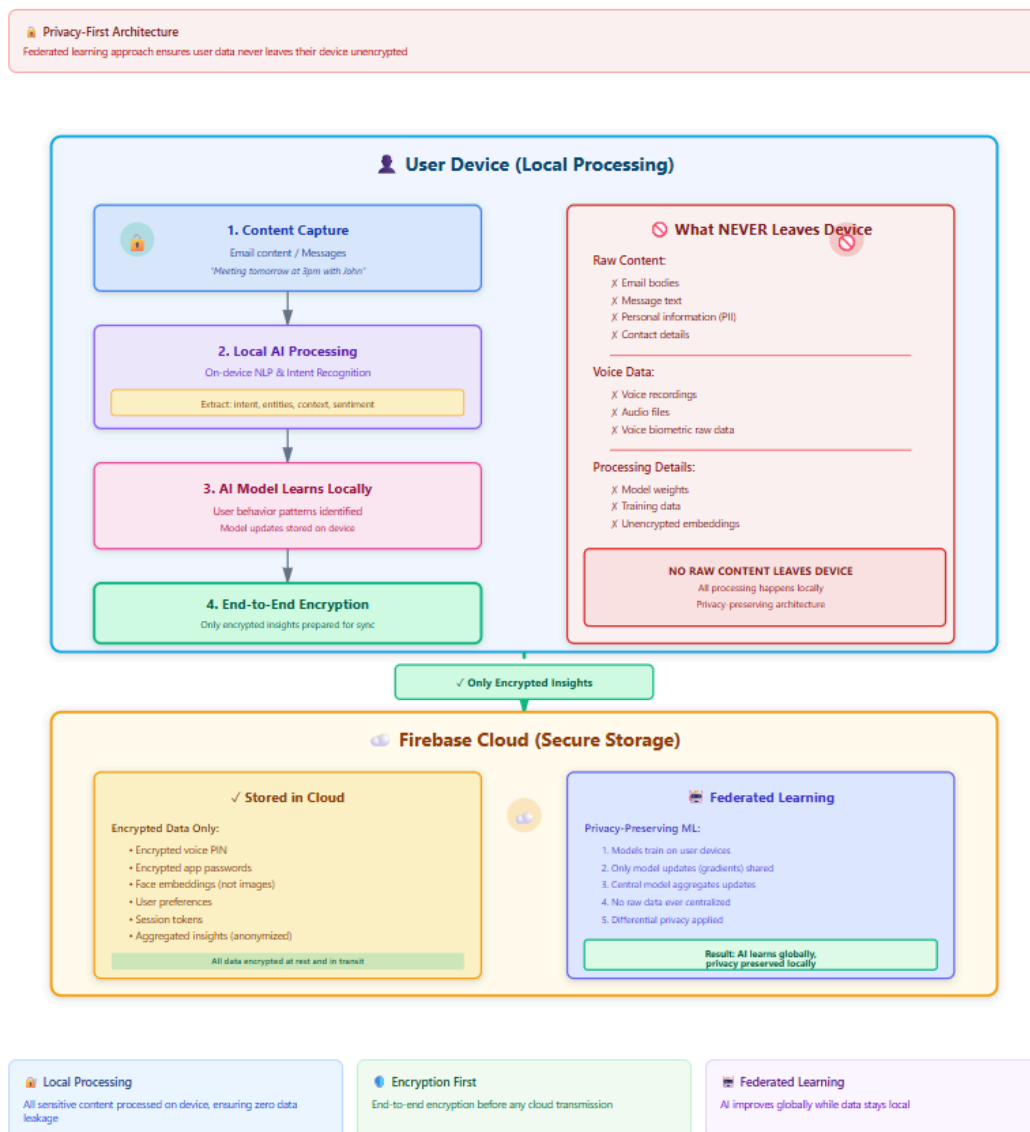 Privacy-First Architecture
Federated learning approach ensures user data never leaves their device unencrypted
User Device (Local Processing)
1. Content Capture
Email content / Messages
"Meeting tomorrow at 3pm with John"
2. Local AI Processing
On-device NLP & Intent Recognition
Extract: intent, entities, context, sentiment
3. AI Model Learns Locally
User behavior patterns identified
Model updates stored on device
4. End-to-End Encryption
Only encrypted insights prepared for sync
What NEVER Leaves Device
Raw Content:
✗ Email bodies
✗ Message text
✗ Personal information (PII)
✗ Contact details
Voice Data:
✗ Voice recordings
✗ Audio files
✗ Voice biometric raw data
Processing Details:
✗ Model weights
✗ Training data
✗ Unencrypted embeddings
NO RAW CONTENT LEAVES DEVICE
All processing happens locally
Privacy-preserving architecture
✓ Only Encrypted Insights
Firebase Cloud (Secure Storage)
✓ Stored in Cloud
Encrypted Data Only:
• Encrypted voice PIN
• Encrypted app passwords
• Face embeddings (not images)
• User preferences
• Session tokens
• Aggregated insights (anonymized)
All data encrypted at rest and in transit
Federated Learning
Privacy-Preserving ML:
1. Models train on user devices
2. Only model updates (gradients) shared
3. Central model aggregates updates
4. No raw data ever centralized
5. Differential privacy applied
Result: AI learns globally,
privacy preserved locally
Local Processing
All sensitive content processed on device, ensuring zero data
leakage
Encryption First
End-to-end encryption before any cloud transmission
Federated Learning
AI improves globally while data stays local